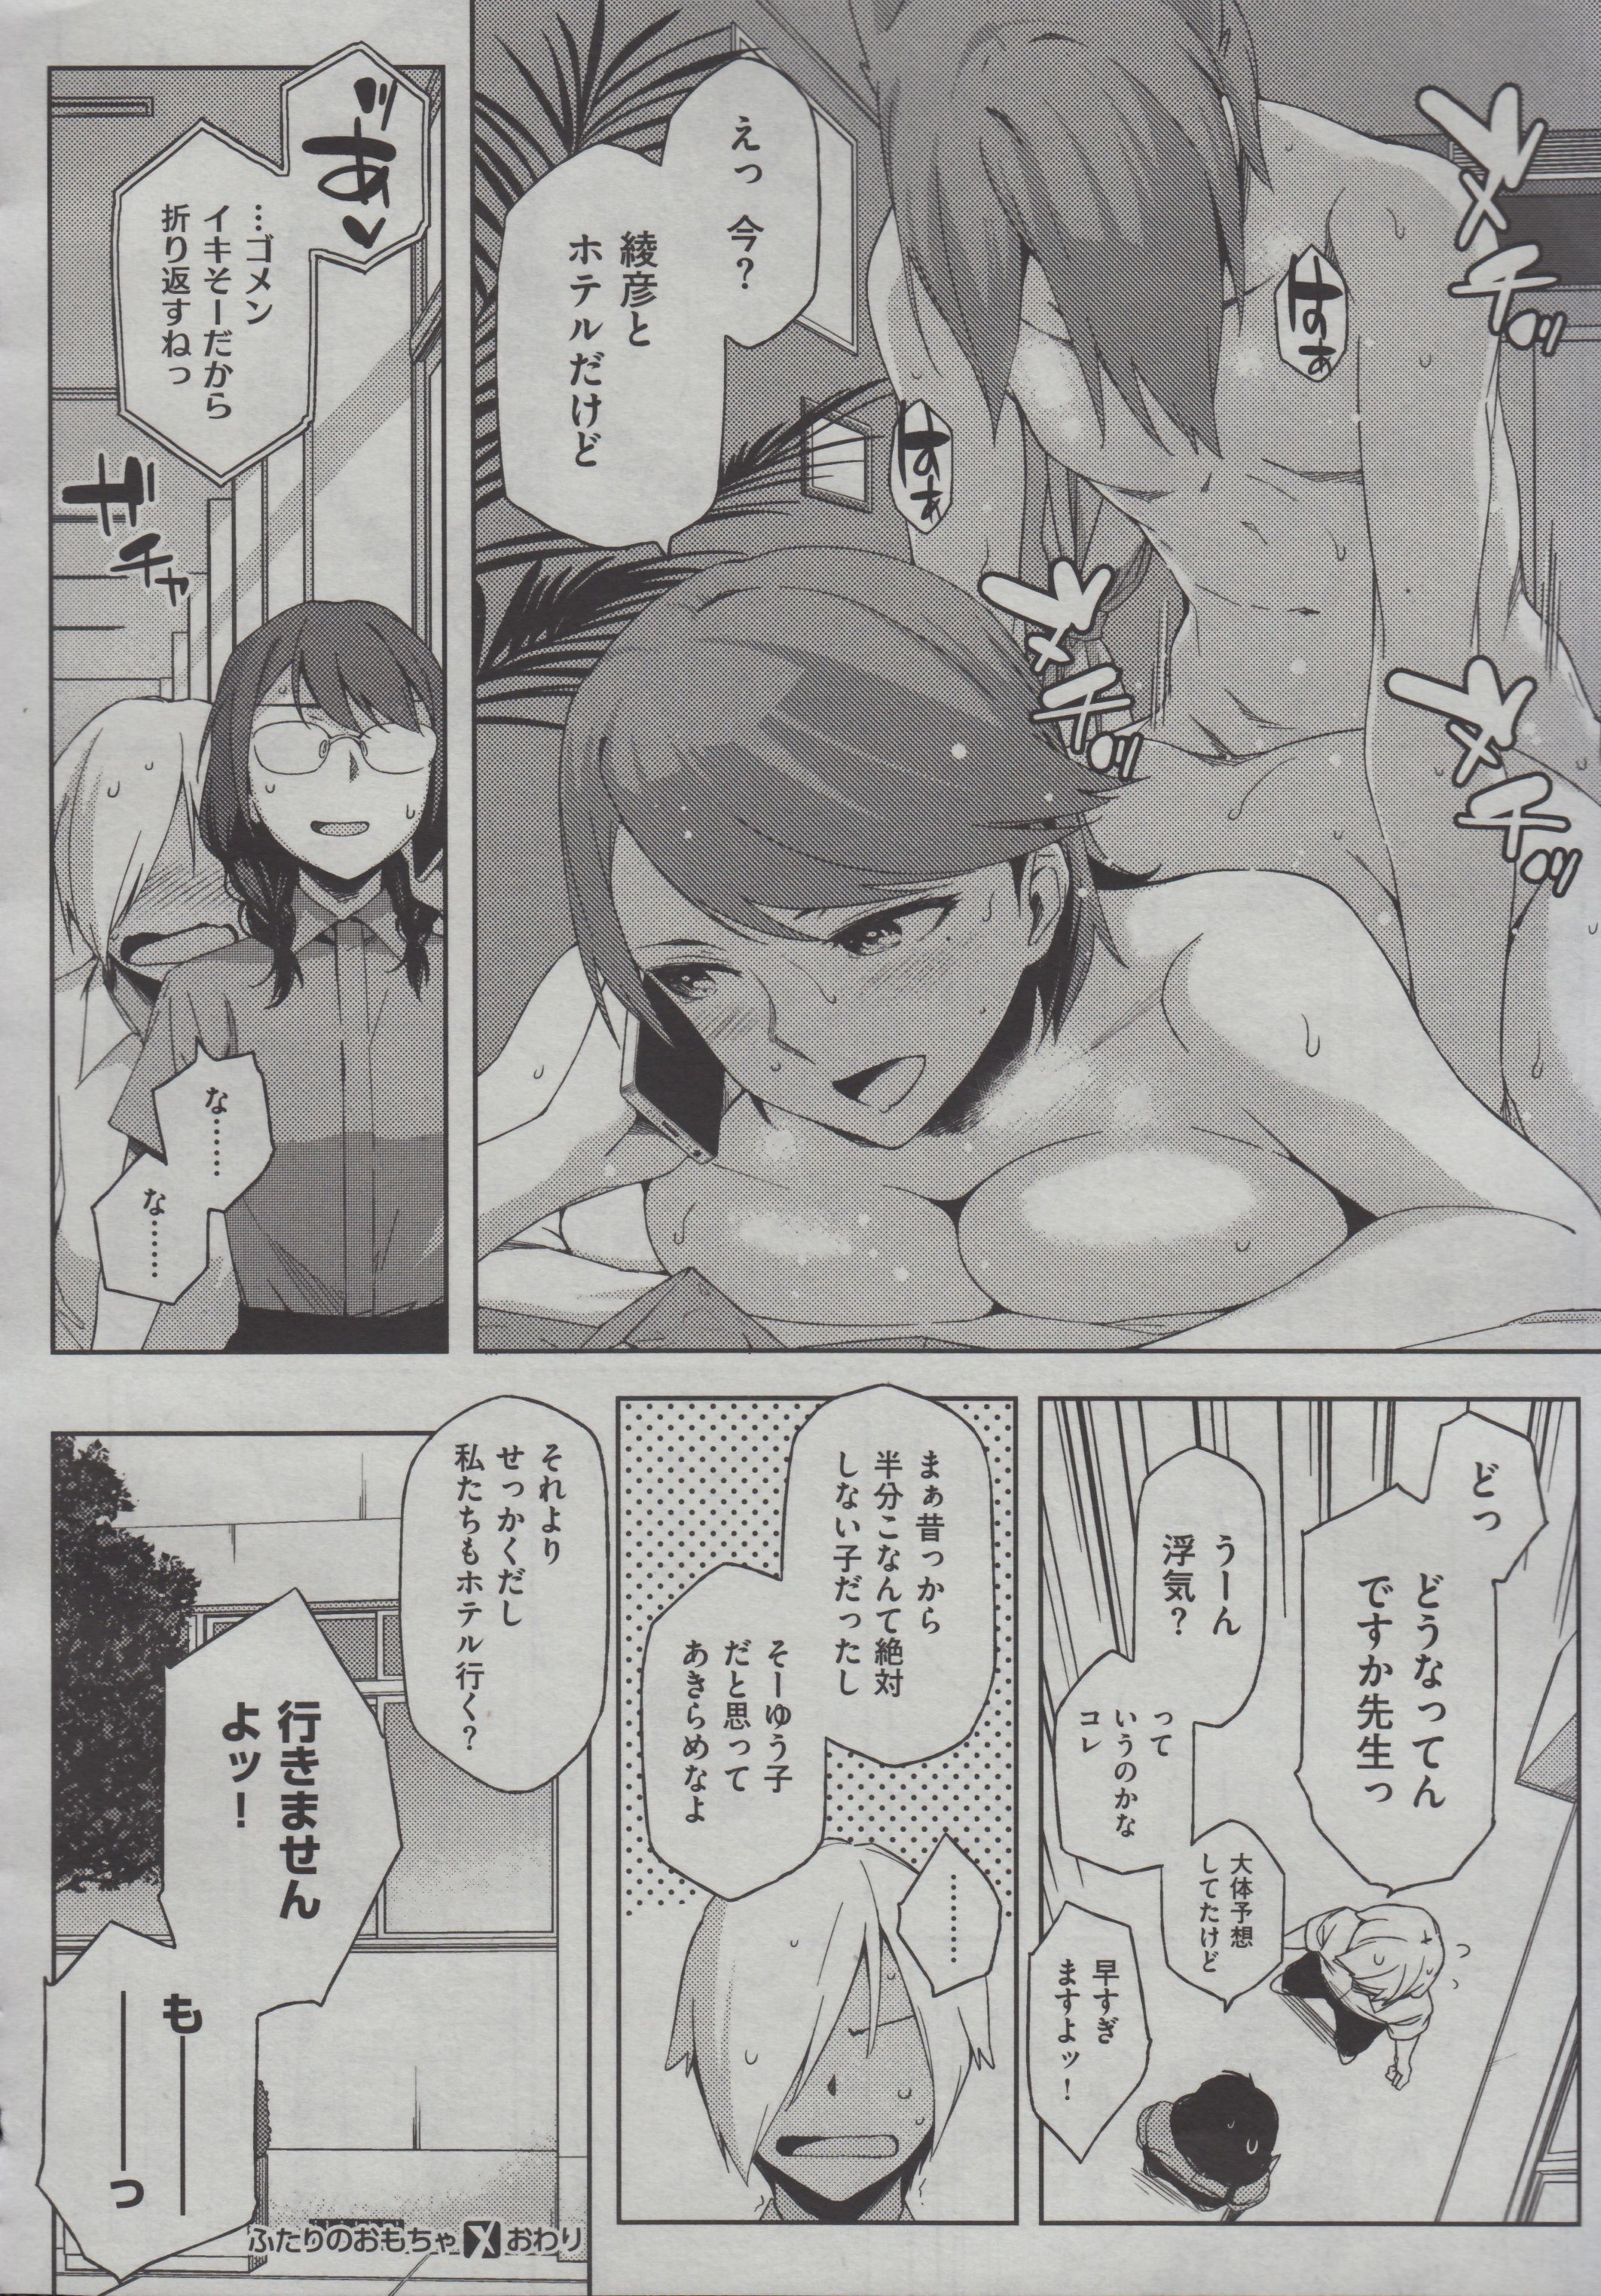 えっ 今？
綾彦と
ホテルだけど
はぁ
はぁ
メチッ
メチッ
メチッ
ッあ♥
…ゴメン
イキそーだから
折り返すねっ
ガチャ
な………
な………
どっ
どうなってん
ですか先生っ
うーん
浮気？
って
いうのかな
コレ
大体予想
してたけど
早すぎ
ますよッ！
まぁ昔っから
半分こなんて絶対
しない子だったし
そーゆう子
だと思って
あきらめなよ
………
それより
せっかくだし
私たちもホテル行く？
行きません
よッ！
も――
――っ
ふたりのおもちゃ X おわり